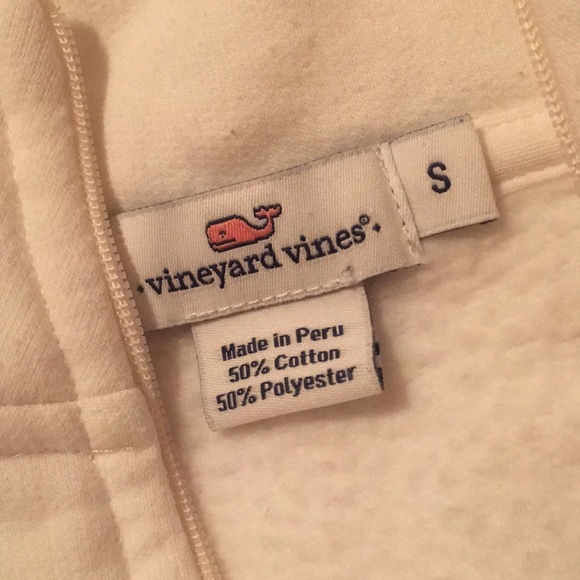 vineyard vines®
S
Made in Peru
50% Cotton
50% Polyester